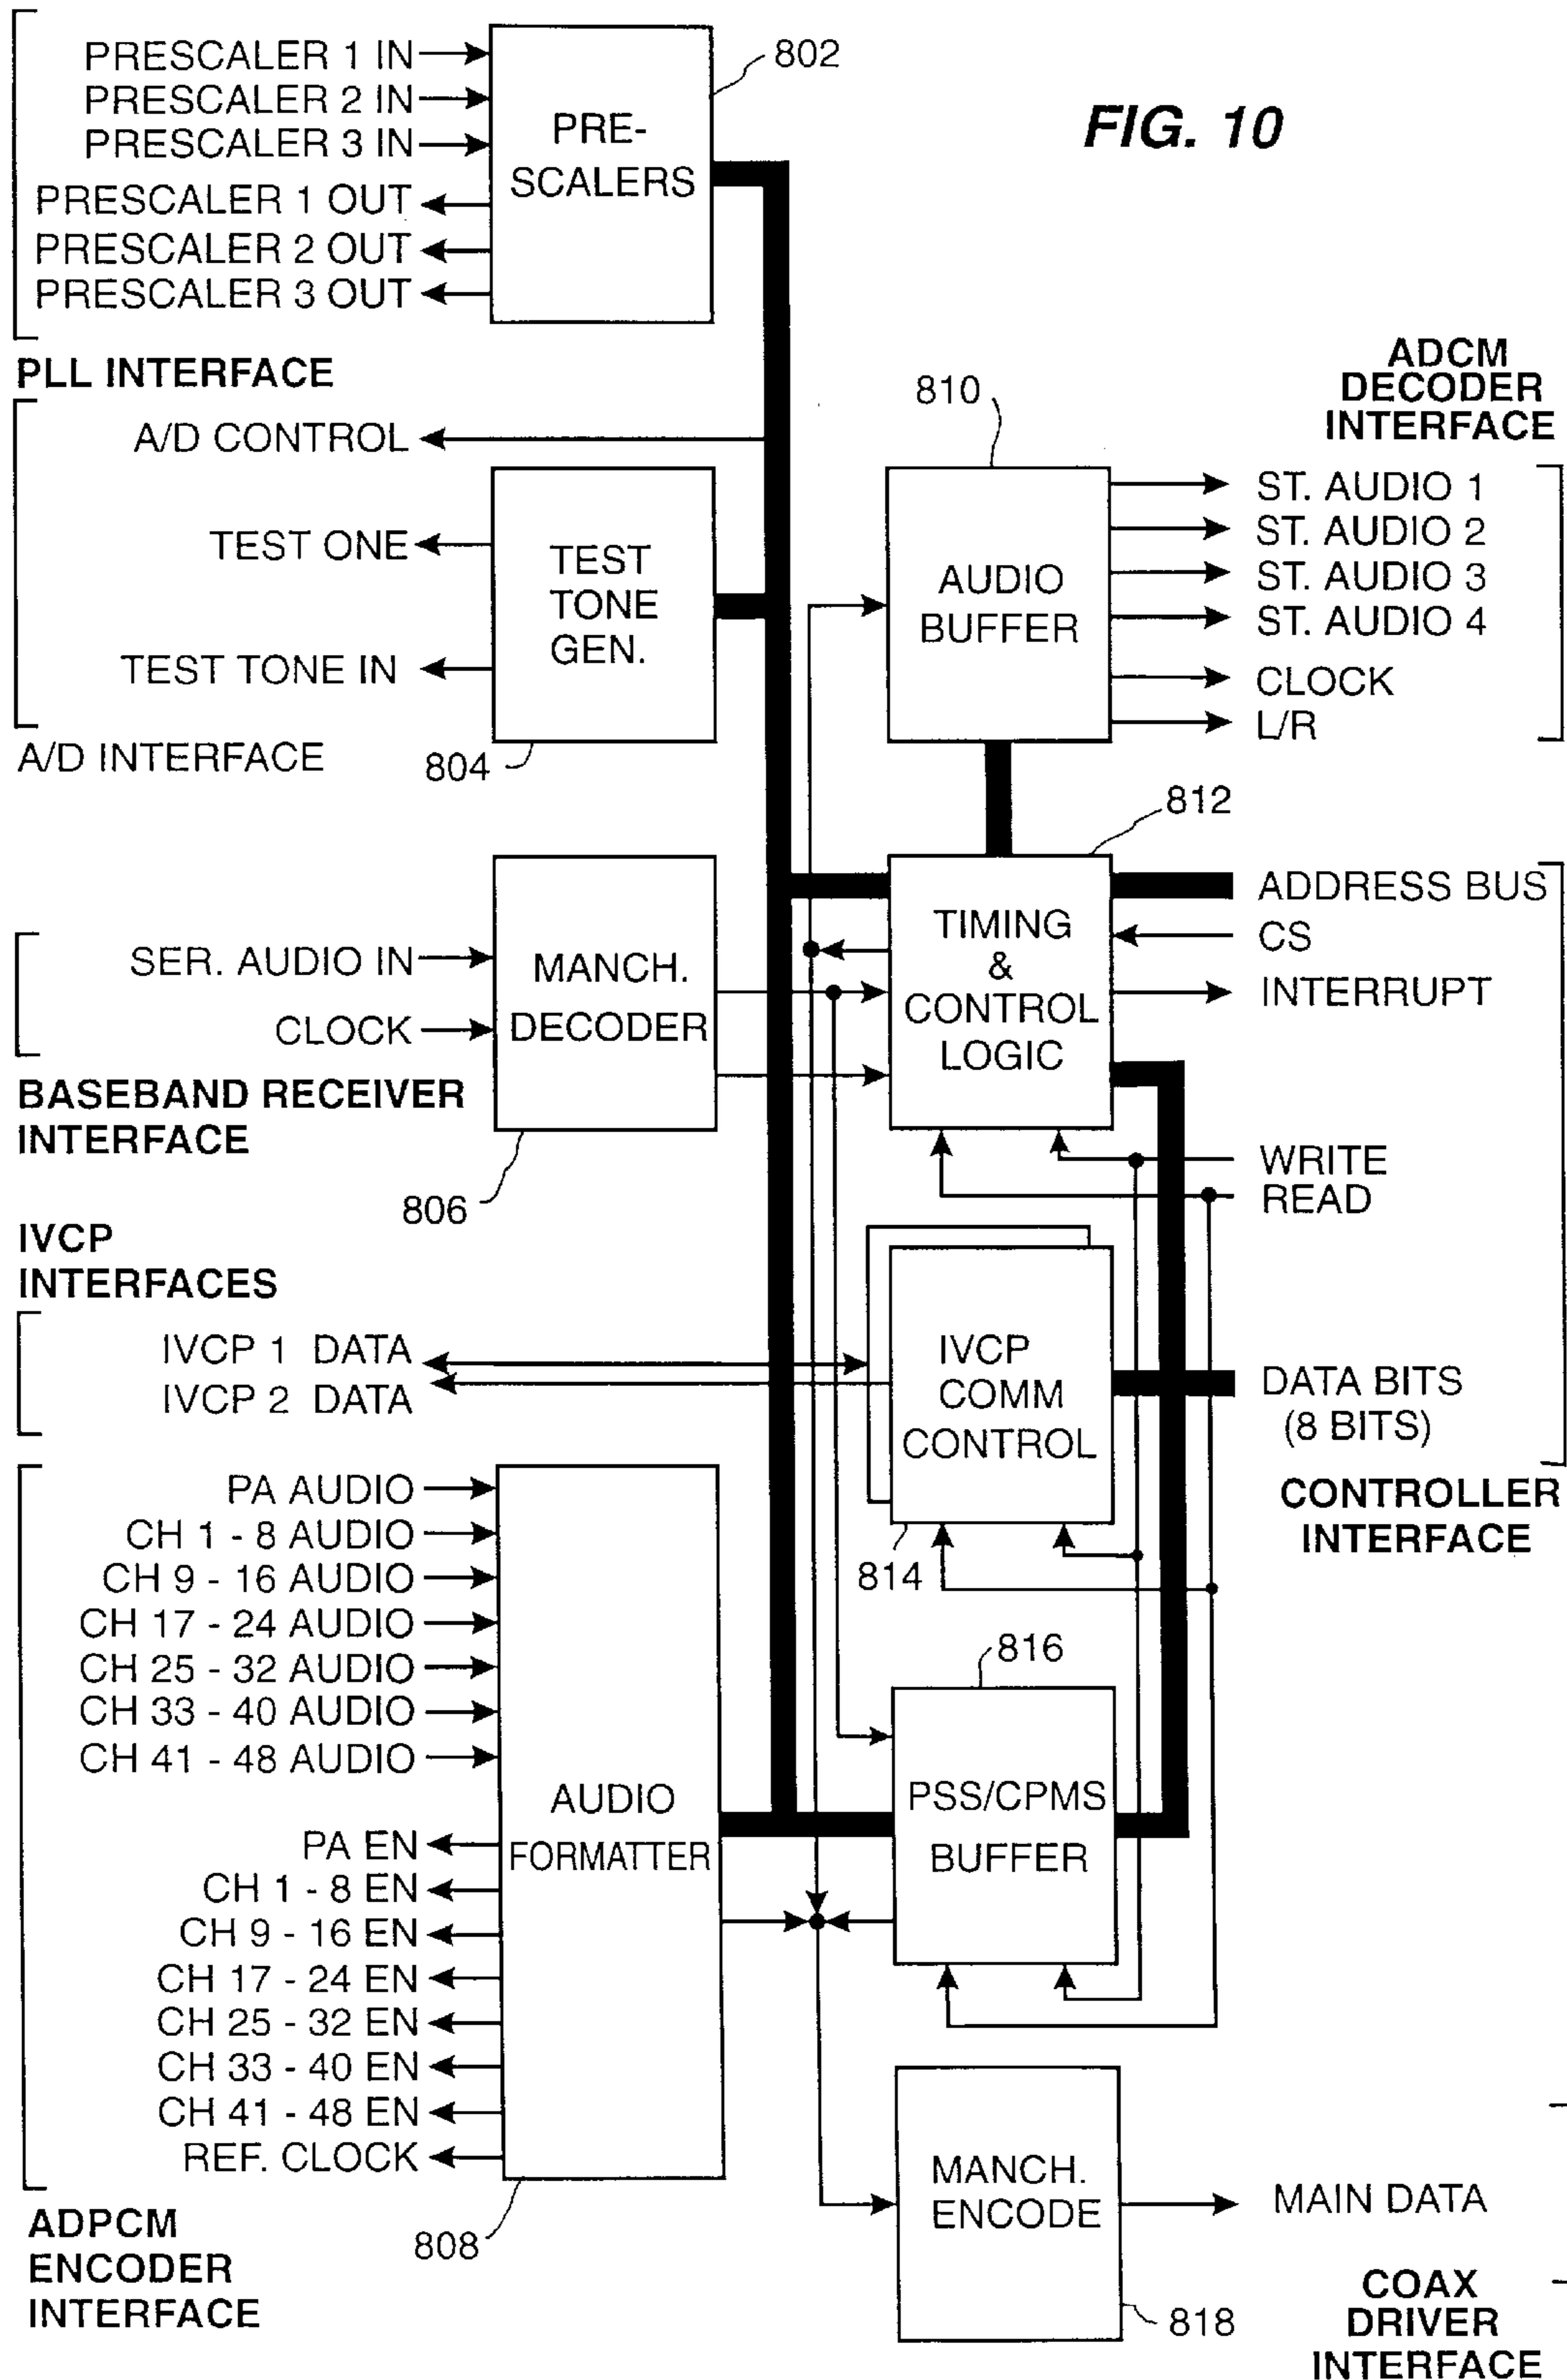 FIG. 10
PRESCALER 1 IN
PRESCALER 2 IN
PRESCALER 3 IN
PRESCALER 1 OUT
PRESCALER 2 OUT
PRESCALER 3 OUT
PLL INTERFACE
PRE-
SCALERS
802
A/D CONTROL
TEST ONE
TEST TONE IN
A/D INTERFACE
TEST
TONE
GEN.
804
SER. AUDIO IN
CLOCK
BASEBAND RECEIVER
INTERFACE
MANCH.
DECODER
806
IVCP
INTERFACES
IVCP 1 DATA
IVCP 2 DATA
PA AUDIO
CH 1 - 8 AUDIO
CH 9 - 16 AUDIO
CH 17 - 24 AUDIO
CH 25 - 32 AUDIO
CH 33 - 40 AUDIO
CH 41 - 48 AUDIO
PA EN
CH 1 - 8 EN
CH 9 - 16 EN
CH 17 - 24 EN
CH 25 - 32 EN
CH 33 - 40 EN
CH 41 - 48 EN
REF. CLOCK
ADPCM
ENCODER
INTERFACE
AUDIO
FORMATTER
808
810
AUDIO
BUFFER
ADCM
DECODER
INTERFACE
ST. AUDIO 1
ST. AUDIO 2
ST. AUDIO 3
ST. AUDIO 4
CLOCK
L/R
812
TIMING
&
CONTROL
LOGIC
ADDRESS BUS
CS
INTERRUPT
WRITE
READ
IVCP
COMM
CONTROL
814
DATA BITS
(8 BITS)
CONTROLLER
INTERFACE
816
PSS/CPMS
BUFFER
MANCH.
ENCODE
818
MAIN DATA
COAX
DRIVER
INTERFACE